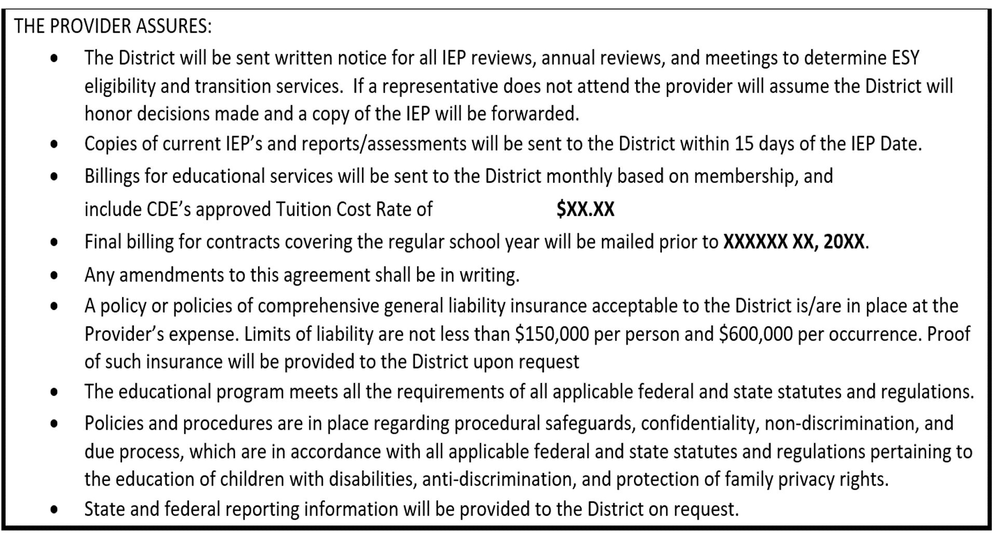 THE PROVIDER ASSURES:
• The District will be sent written notice for all IEP reviews, annual reviews, and meetings to determine ESY
eligibility and transition services.  If a representative does not attend the provider will assume the District will
honor decisions made and a copy of the IEP will be forwarded.
• Copies of current IEP’s and reports/assessments will be sent to the District within 15 days of the IEP Date.
• Billings for educational services will be sent to the District monthly based on membership, and
include CDE’s approved Tuition Cost Rate of $XX.XX
• Final billing for contracts covering the regular school year will be mailed prior to XXXXXX XX, 20XX.
• Any amendments to this agreement shall be in writing.
• A policy or policies of comprehensive general liability insurance acceptable to the District is/are in place at the
Provider’s expense. Limits of liability are not less than $150,000 per person and $600,000 per occurrence. Proof
of such insurance will be provided to the District upon request
• The educational program meets all the requirements of all applicable federal and state statutes and regulations.
• Policies and procedures are in place regarding procedural safeguards, confidentiality, non-discrimination, and
due process, which are in accordance with all applicable federal and state statutes and regulations pertaining to
the education of children with disabilities, anti-discrimination, and protection of family privacy rights.
• State and federal reporting information will be provided to the District on request.